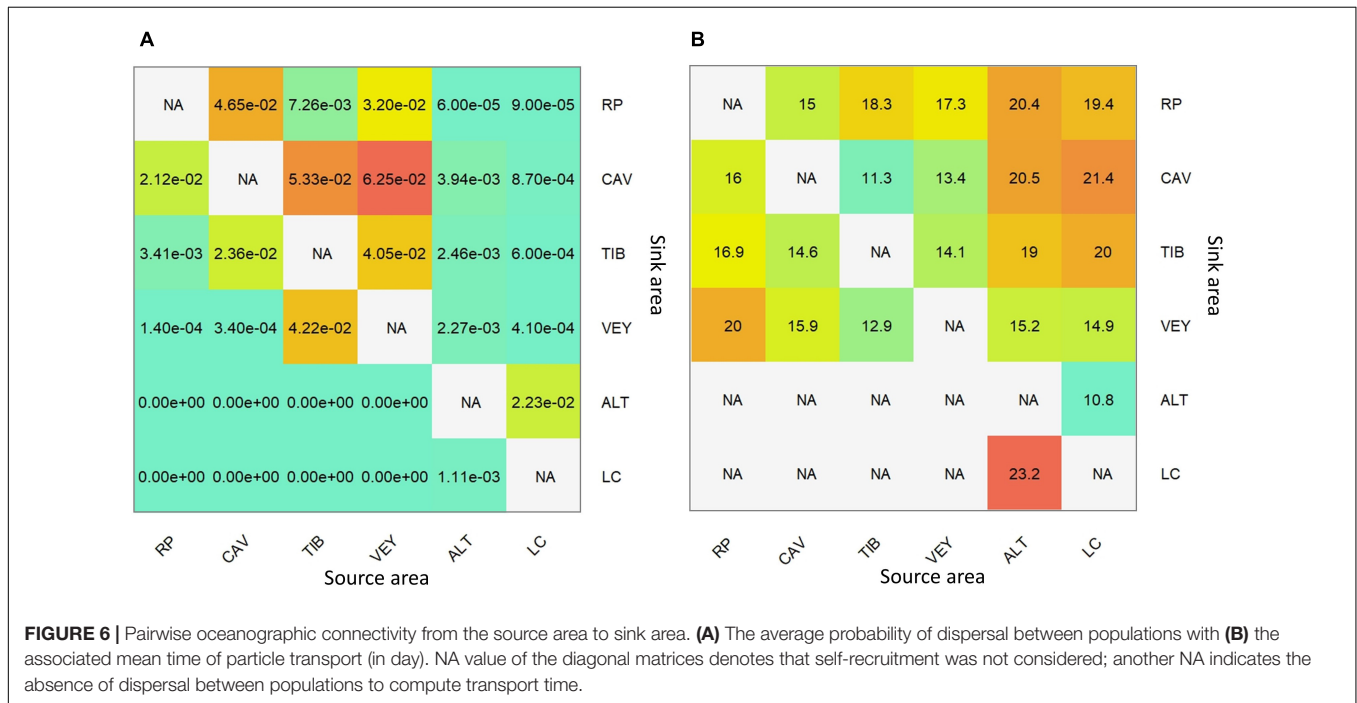 A
B
NA 4.65e-02 7.26e-03 3.20e-02 6.00e-05 9.00e-05 RP
2.12e-02 NA 5.33e-02 6.25e-02 3.94e-03 8.70e-04 CAV
3.41e-03 2.36e-02 NA 4.05e-02 2.46e-03 6.00e-04 TIB
1.40e-04 3.40e-04 4.22e-02 NA 2.27e-03 4.10e-04 VEY
0.00e+00 0.00e+00 0.00e+00 0.00e+00 NA 2.23e-02 ALT
0.00e+00 0.00e+00 0.00e+00 0.00e+00 1.11e-03 NA LC
Sink area
RP CAV TIB VEY ALT LC
Source area
NA 15 18.3 17.3 20.4 19.4 RP
16 NA 11.3 13.4 20.5 21.4 CAV
16.9 14.6 NA 14.1 19 20 TIB
20 15.9 12.9 NA 15.2 14.9 VEY
NA NA NA NA NA 10.8 ALT
NA NA NA NA 23.2 NA LC
Sink area
RP CAV TIB VEY ALT LC
Source area
FIGURE 6 | Pairwise oceanographic connectivity from the source area to sink area. (A) The average probability of dispersal between populations with (B) the
associated mean time of particle transport (in day). NA value of the diagonal matrices denotes that self-recruitment was not considered; another NA indicates the
absence of dispersal between populations to compute transport time.